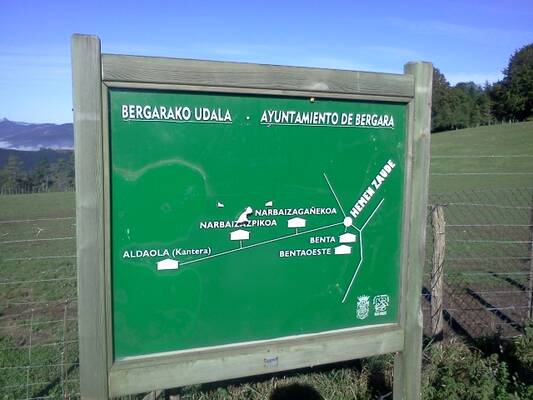 BERGARAKO UDALA · AYUNTAMIENTO DE BERGARA
HEMEN ZAUDE
NARBAIZAGAÑEKOA
NARBAIZAZPIKOA
BENTA
ALDAOLA (Kantera)
BENTAOESTE